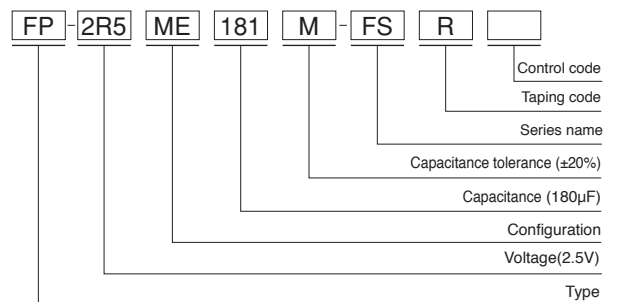 FP - 2R5 ME 181 M - FS R
Control code
Taping code
Series name
Capacitance tolerance (±20%)
Capacitance (180μF)
Configuration
Voltage(2.5V)
Type